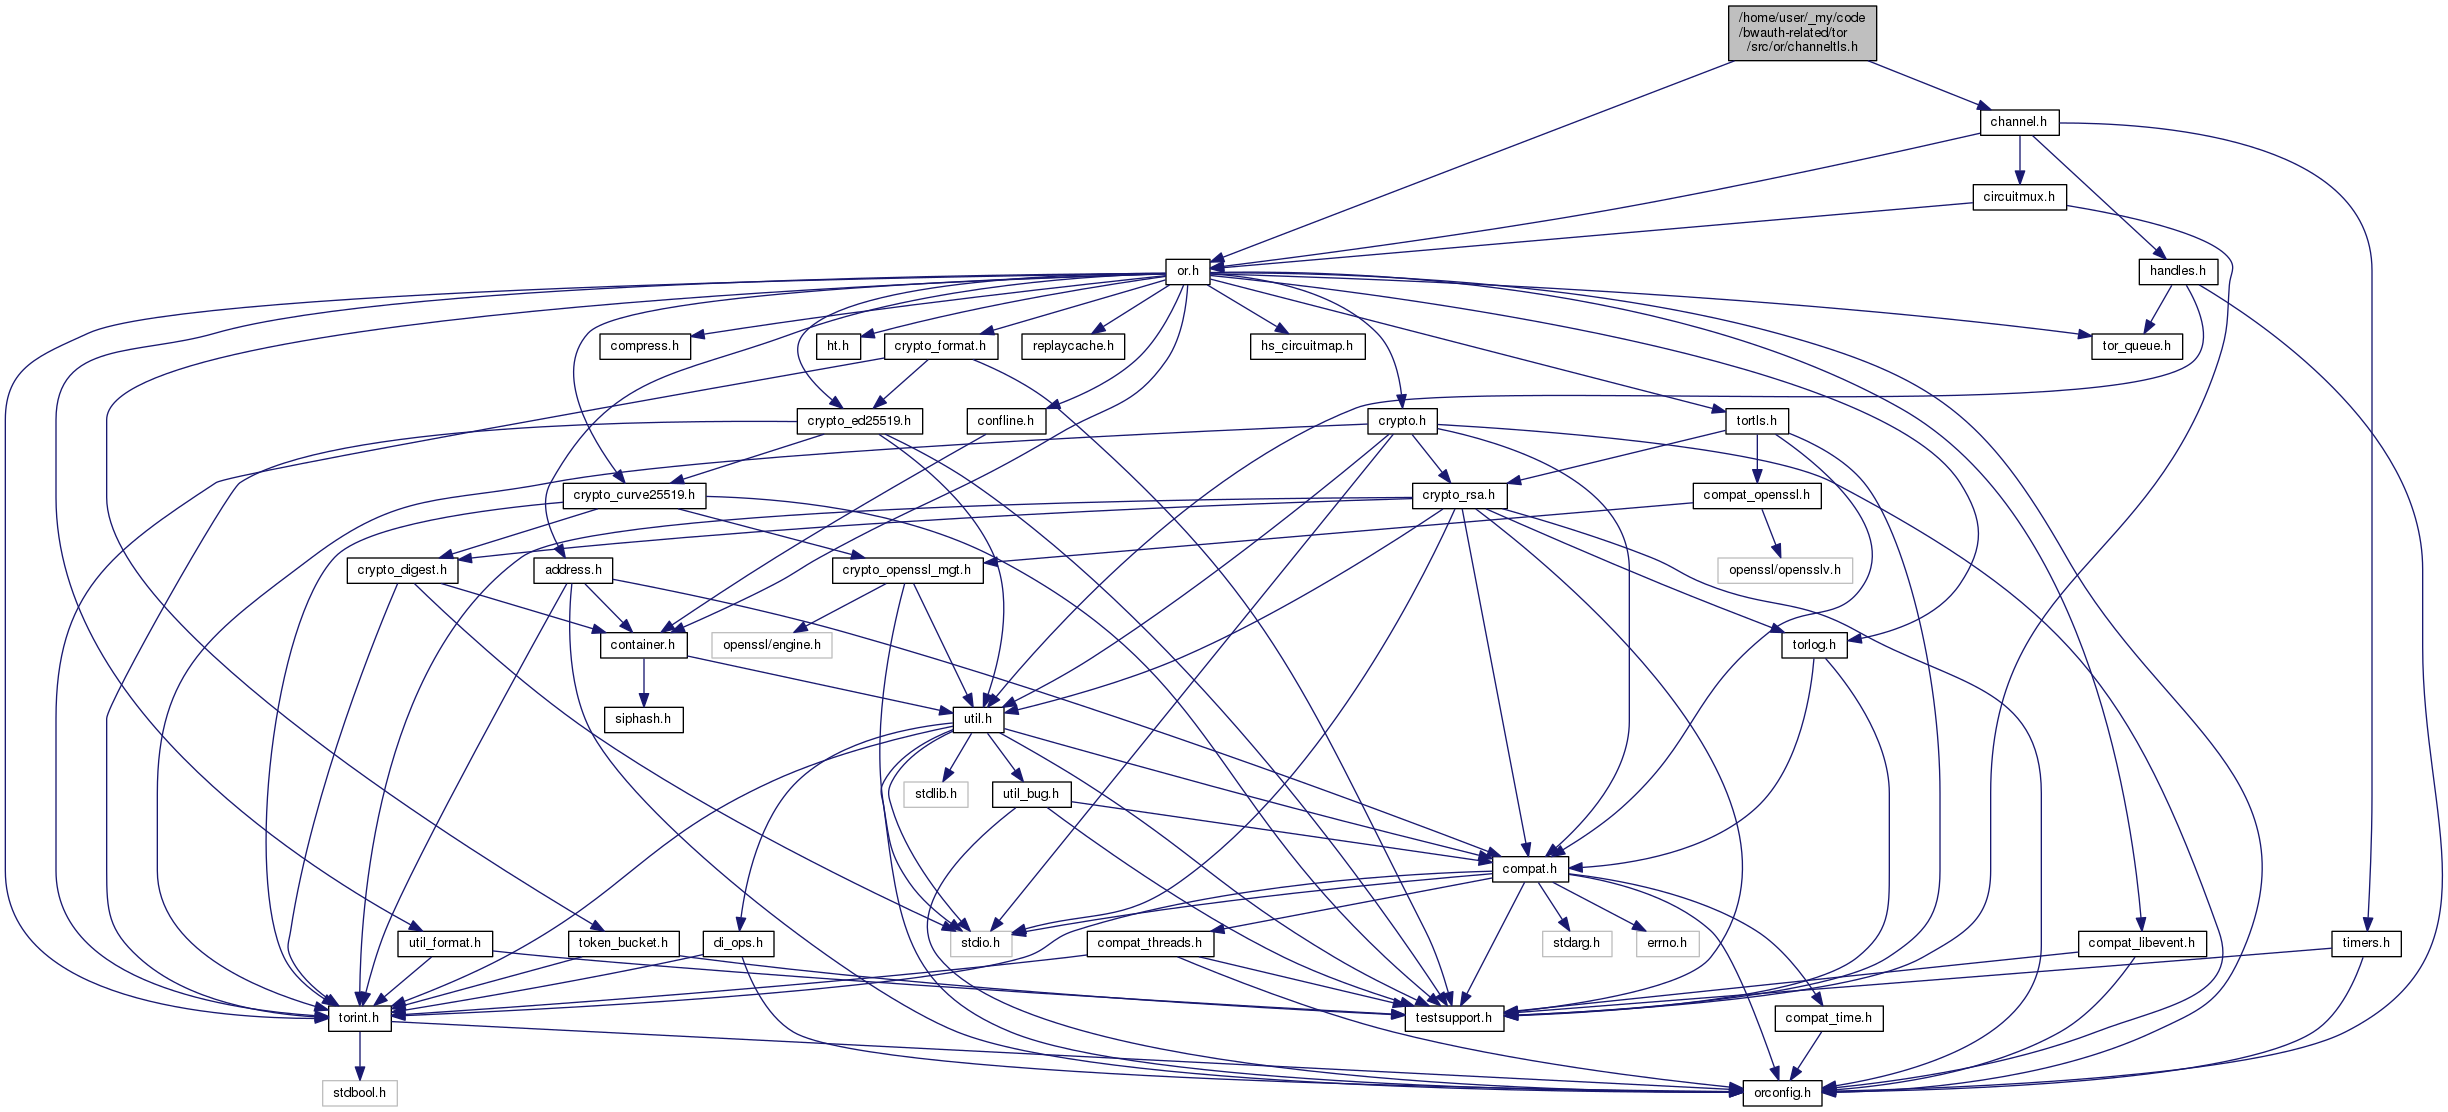 /home/user/_my/code
/bwauth-related/tor
/src/or/channeltls.h
channel.h
circuitmux.h
or.h
handles.h
compress.h
ht.h
crypto_format.h
replaycache.h
hs_circuitmap.h
tor_queue.h
crypto_ed25519.h
confline.h
crypto.h
tortls.h
crypto_curve25519.h
crypto_rsa.h
compat_openssl.h
crypto_digest.h
address.h
crypto_openssl_mgt.h
openssl/opensslv.h
container.h
openssl/engine.h
torlog.h
siphash.h
util.h
stdlib.h
util_bug.h
compat.h
util_format.h
token_bucket.h
di_ops.h
stdio.h
compat_threads.h
stdarg.h
errno.h
compat_libevent.h
timers.h
torint.h
testsupport.h
compat_time.h
stdbool.h
orconfig.h